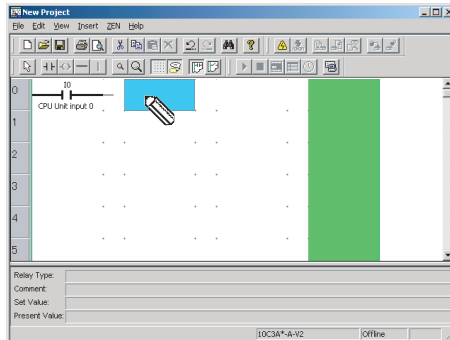 New Project
File Edit View Insert ZEN Help
0
I0
CPU Unit input 0
1
2
3
4
5
Relay Type:
Comment:
Set Value:
Present Value:
10C3A*-A-V2 Offline